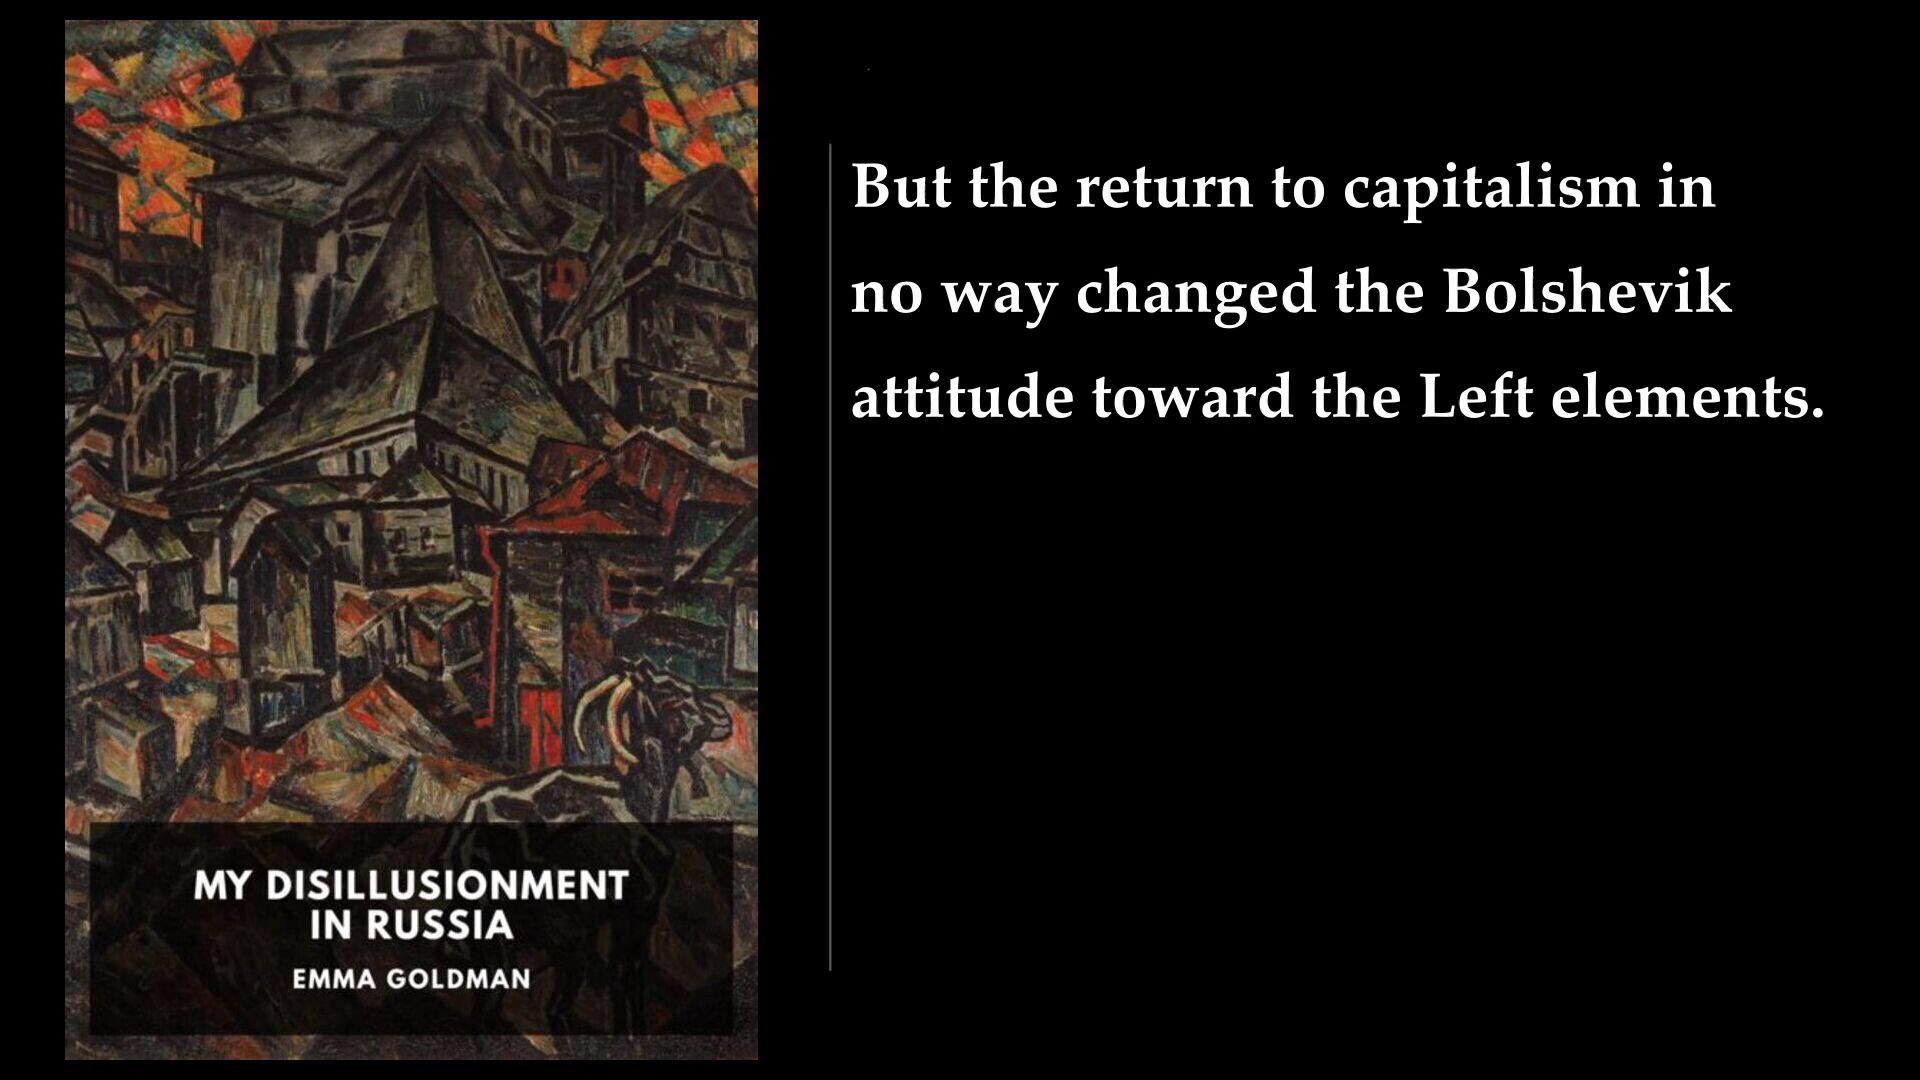 But the return to capitalism in
no way changed the Bolshevik
attitude toward the Left elements.
MY DISILLUSIONMENT
IN RUSSIA
EMMA GOLDMAN